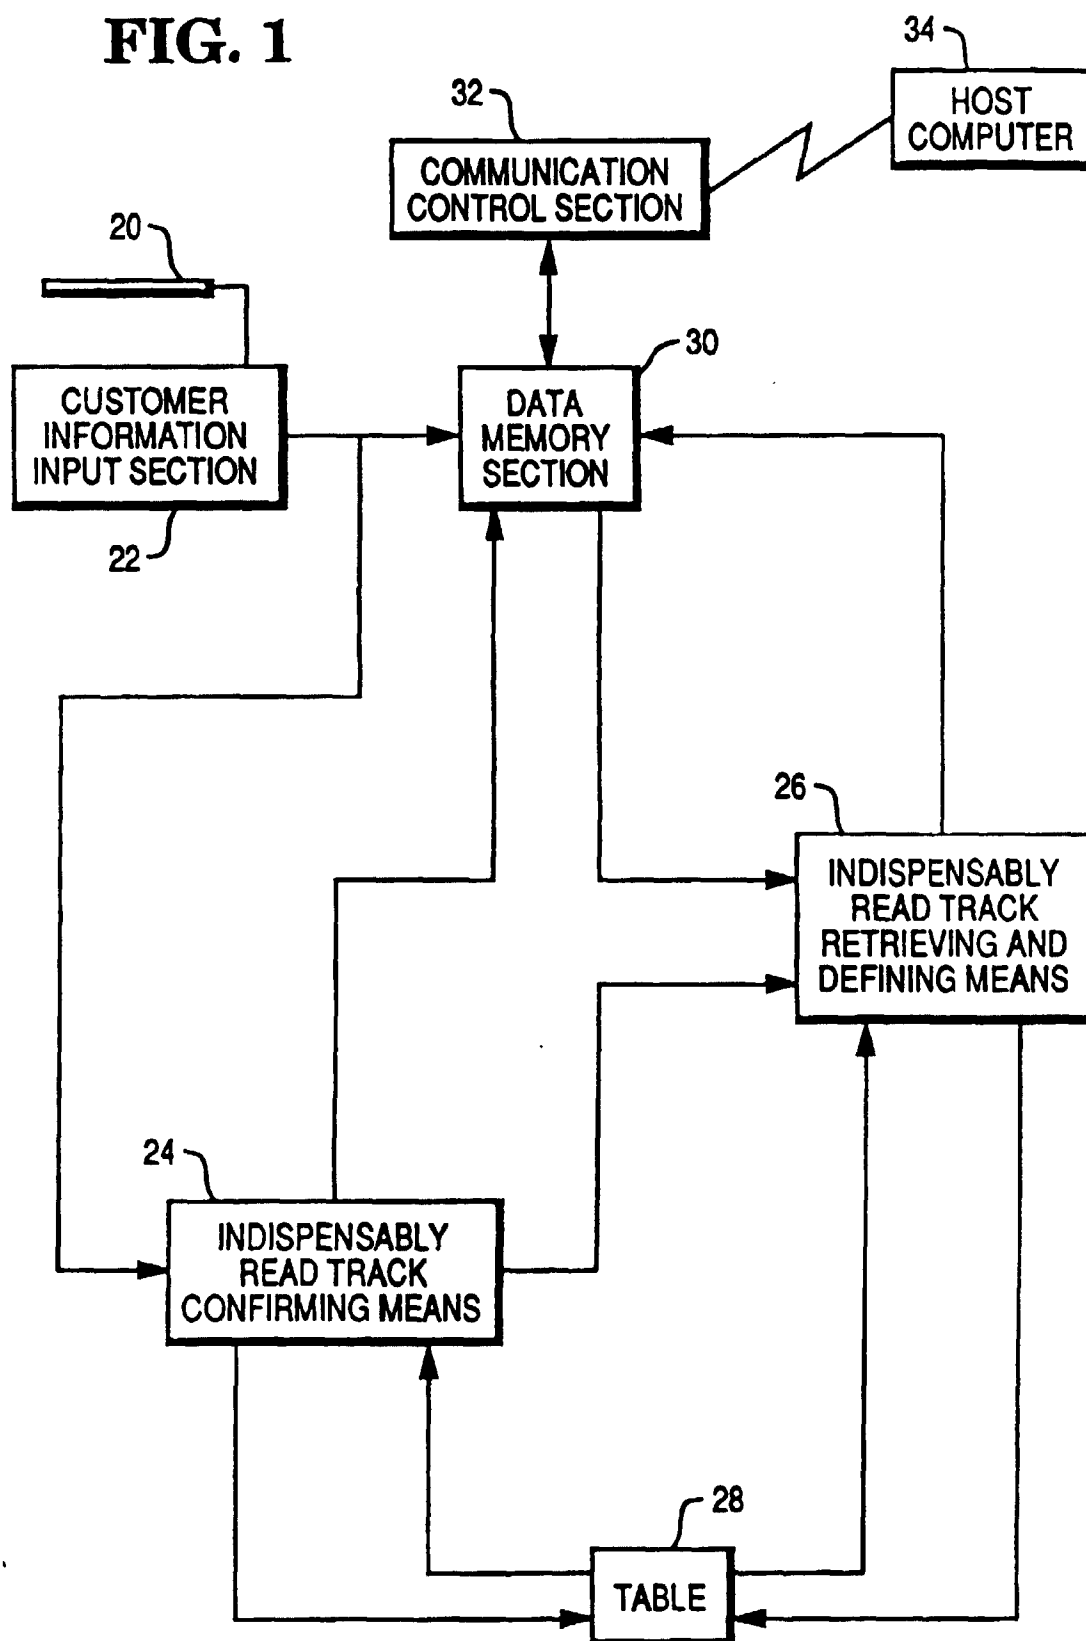 FIG. 1
34
HOST
COMPUTER
32
COMMUNICATION
CONTROL SECTION
20
30
CUSTOMER
INFORMATION
INPUT SECTION
22
DATA
MEMORY
SECTION
26
INDISPENSABLY
READ TRACK
RETRIEVING AND
DEFINING MEANS
24
INDISPENSABLY
READ TRACK
CONFIRMING MEANS
28
TABLE